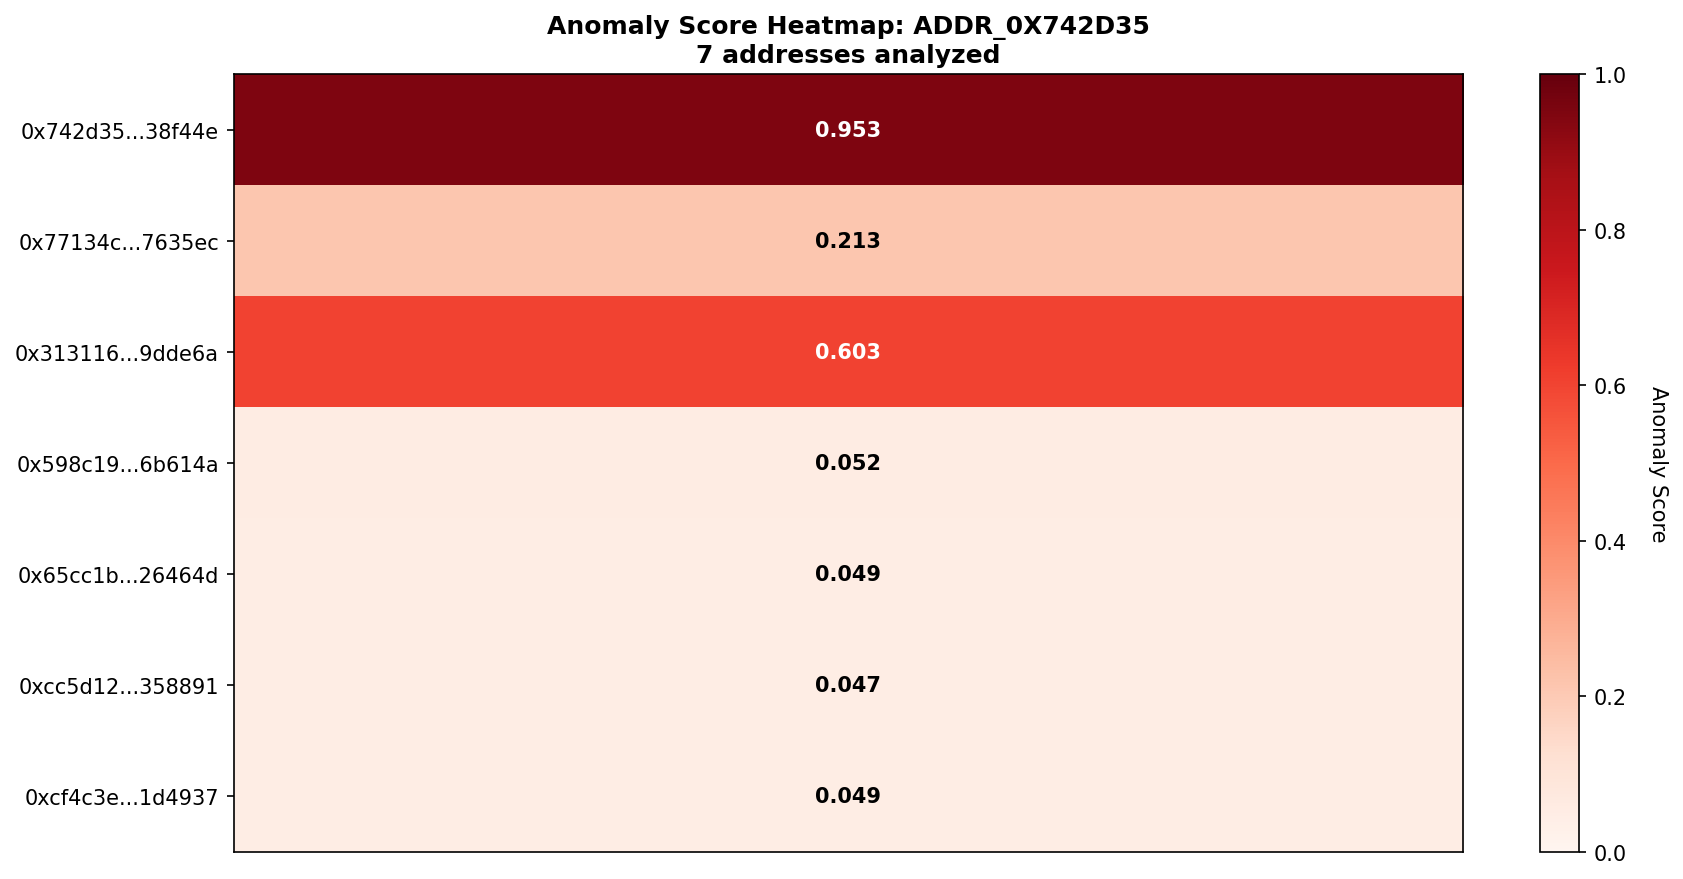 Anomaly Score Heatmap: ADDR_0X742D35
7 addresses analyzed
0x742d35...38f44e
0.953
0x77134c...7635ec
0.213
0x313116...9dde6a
0.603
0x598c19...6b614a
0.052
0x65cc1b...26464d
0.049
0xcc5d12...358891
0.047
0xcf4c3e...1d4937
0.049
1.0
0.8
0.6
0.4
0.2
0.0
Anomaly Score